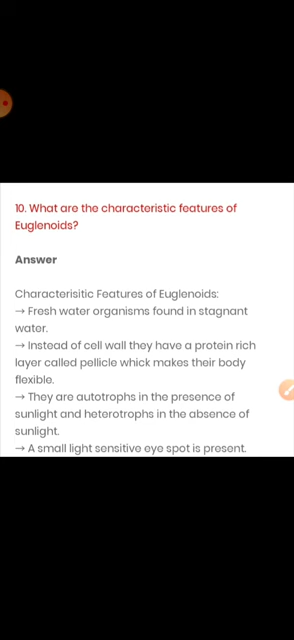 10. What are the characteristic features of
Euglenoids?
Answer
Characterisitic Features of Euglenoids:
→ Fresh water organisms found in stagnant
water.
→ Instead of cell wall they have a protein rich
layer called pellicle whick makes their body
flexible.
→ They are autotrophs in the presence of
sunlight and heterotrophs in the absence of
sunlight.
→ A small light sensitive eye spot is present.